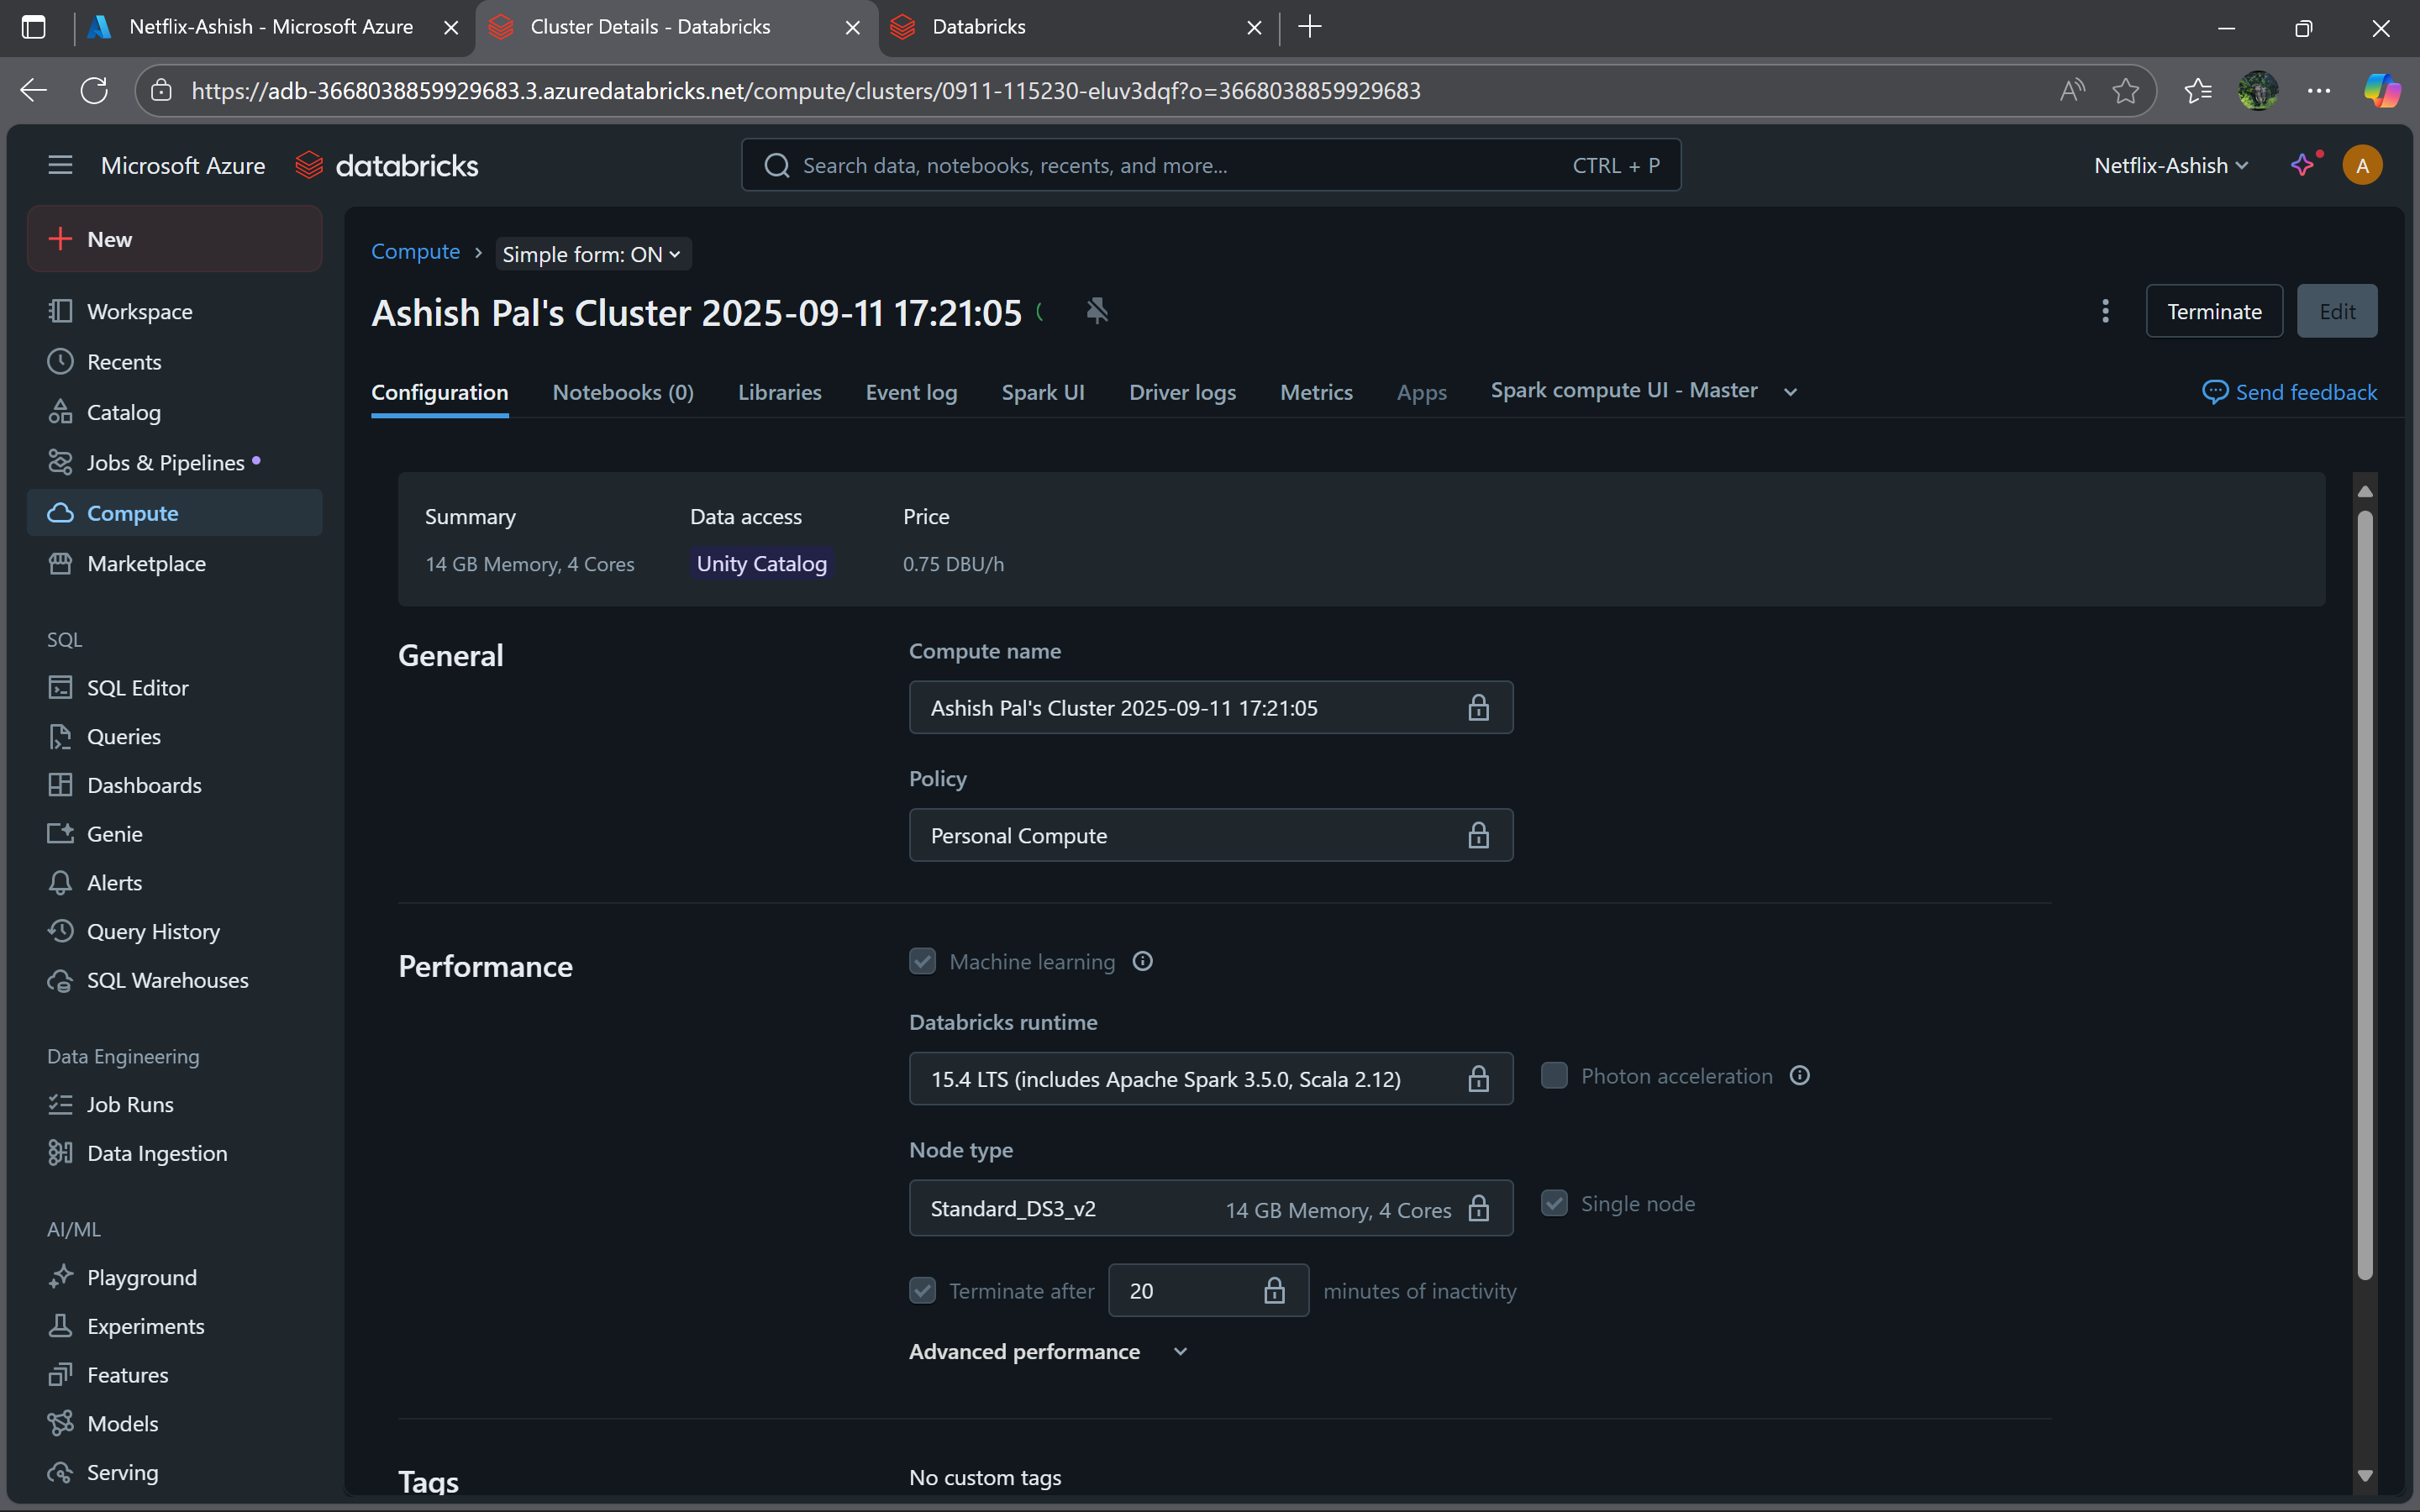 Netflix-Ashish - Microsoft Azure
Cluster Details - Databricks
Databricks
https://adb-3668038859929683.3.azuredatabricks.net/compute/clusters/0911-115230-eluv3dqf?o=3668038859929683
Microsoft Azure
databricks
Search data, notebooks, recents, and more...
CTRL + P
Netflix-Ashish
A
New
Workspace
Recents
Catalog
Jobs & Pipelines
Compute
Marketplace
SQL
SQL Editor
Queries
Dashboards
Genie
Alerts
Query History
SQL Warehouses
Data Engineering
Job Runs
Data Ingestion
AI/ML
Playground
Experiments
Features
Models
Serving
Compute > Simple form: ON
Ashish Pal's Cluster 2025-09-11 17:21:05
Terminate
Edit
Configuration
Notebooks (0)
Libraries
Event log
Spark UI
Driver logs
Metrics
Apps
Spark compute UI - Master
Send feedback
Summary
14 GB Memory, 4 Cores
Data access
Unity Catalog
Price
0.75 DBU/h
General
Compute name
Ashish Pal's Cluster 2025-09-11 17:21:05
Policy
Personal Compute
Performance
Machine learning
Databricks runtime
15.4 LTS (includes Apache Spark 3.5.0, Scala 2.12)
Photon acceleration
Node type
Standard_DS3_v2 14 GB Memory, 4 Cores
Single node
Terminate after 20 minutes of inactivity
Advanced performance
Tags
No custom tags